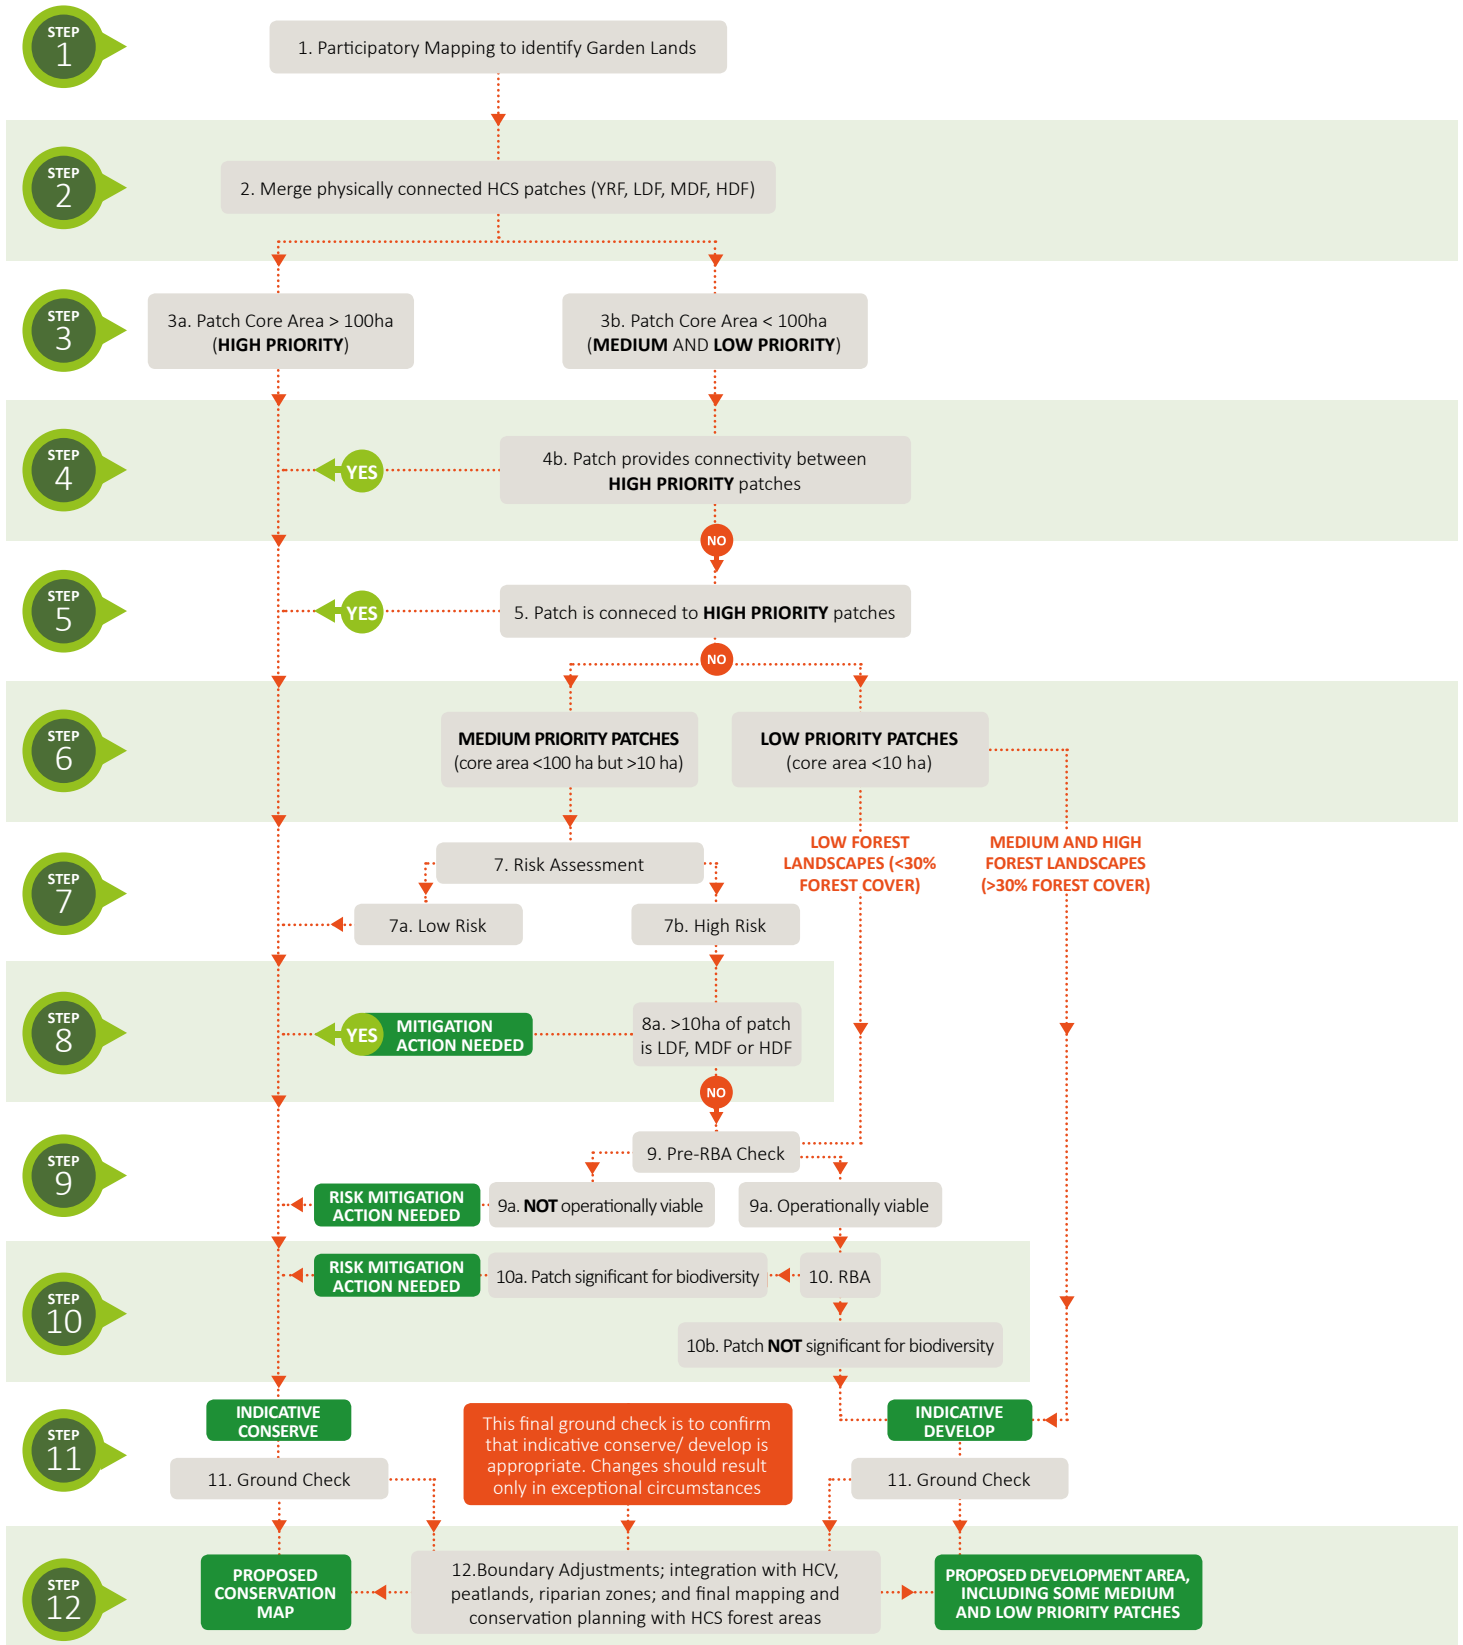 STEP
1
1. Participatory Mapping to identify Garden Lands
STEP
2
2. Merge physically connected HCS patches (YRF, LDF, MDF, HDF)
STEP
3
3a. Patch Core Area > 100ha
(HIGH PRIORITY)
3b. Patch Core Area < 100ha
(MEDIUM AND LOW PRIORITY)
STEP
4
YES
4b. Patch provides connectivity between
HIGH PRIORITY patches
NO
STEP
5
YES
5. Patch is conneced to HIGH PRIORITY patches
NO
STEP
6
MEDIUM PRIORITY PATCHES
(core area <100 ha but >10 ha)
LOW PRIORITY PATCHES
(core area <10 ha)
LOW FOREST
LANDSCAPES (<30%
FOREST COVER)
MEDIUM AND HIGH
FOREST LANDSCAPES
(>30% FOREST COVER)
STEP
7
7. Risk Assessment
7a. Low Risk
7b. High Risk
STEP
8
YES
MITIGATION
ACTION NEEDED
8a. >10ha of patch
is LDF, MDF or HDF
NO
STEP
9
9. Pre-RBA Check
RISK MITIGATION
ACTION NEEDED
9a. NOT operationally viable
9a. Operationally viable
STEP
10
RISK MITIGATION
ACTION NEEDED
10a. Patch significant for biodiversity
10. RBA
10b. Patch NOT significant for biodiversity
STEP
11
INDICATIVE
CONSERVE
11. Ground Check
This final ground check is to confirm
that indicative conserve/ develop is
appropriate. Changes should result
only in exceptional circumstances
INDICATIVE
DEVELOP
11. Ground Check
STEP
12
PROPOSED
CONSERVATION
MAP
12.Boundary Adjustments; integration with HCV,
peatlands, riparian zones; and final mapping and
conservation planning with HCS forest areas
PROPOSED DEVELOPMENT AREA,
INCLUDING SOME MEDIUM
AND LOW PRIORITY PATCHES